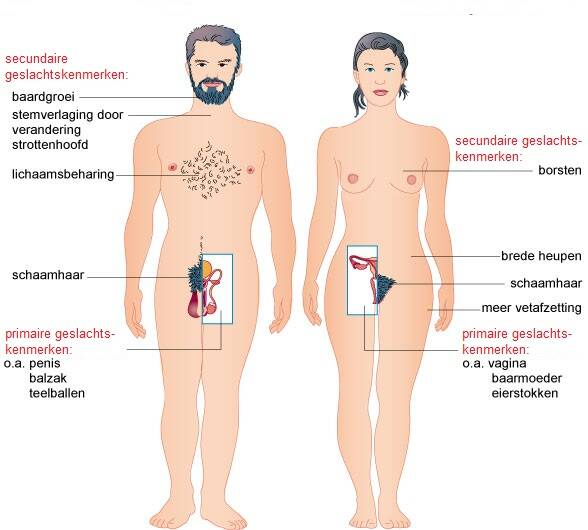 secundaire
geslachtskenmerken:
baardgroei
stemverlaging door
verandering
strottenhoofd
lichaamsbeharing
schaamhaar
primaire geslachts-
kenmerken:
o.a. penis
balzak
teelballen
secundaire geslachts-
kenmerken:
borsten
brede heupen
schaamhaar
meer vetafzetting
primaire geslachts-
kenmerken:
o.a. vagina
baarmoeder
eierstokken